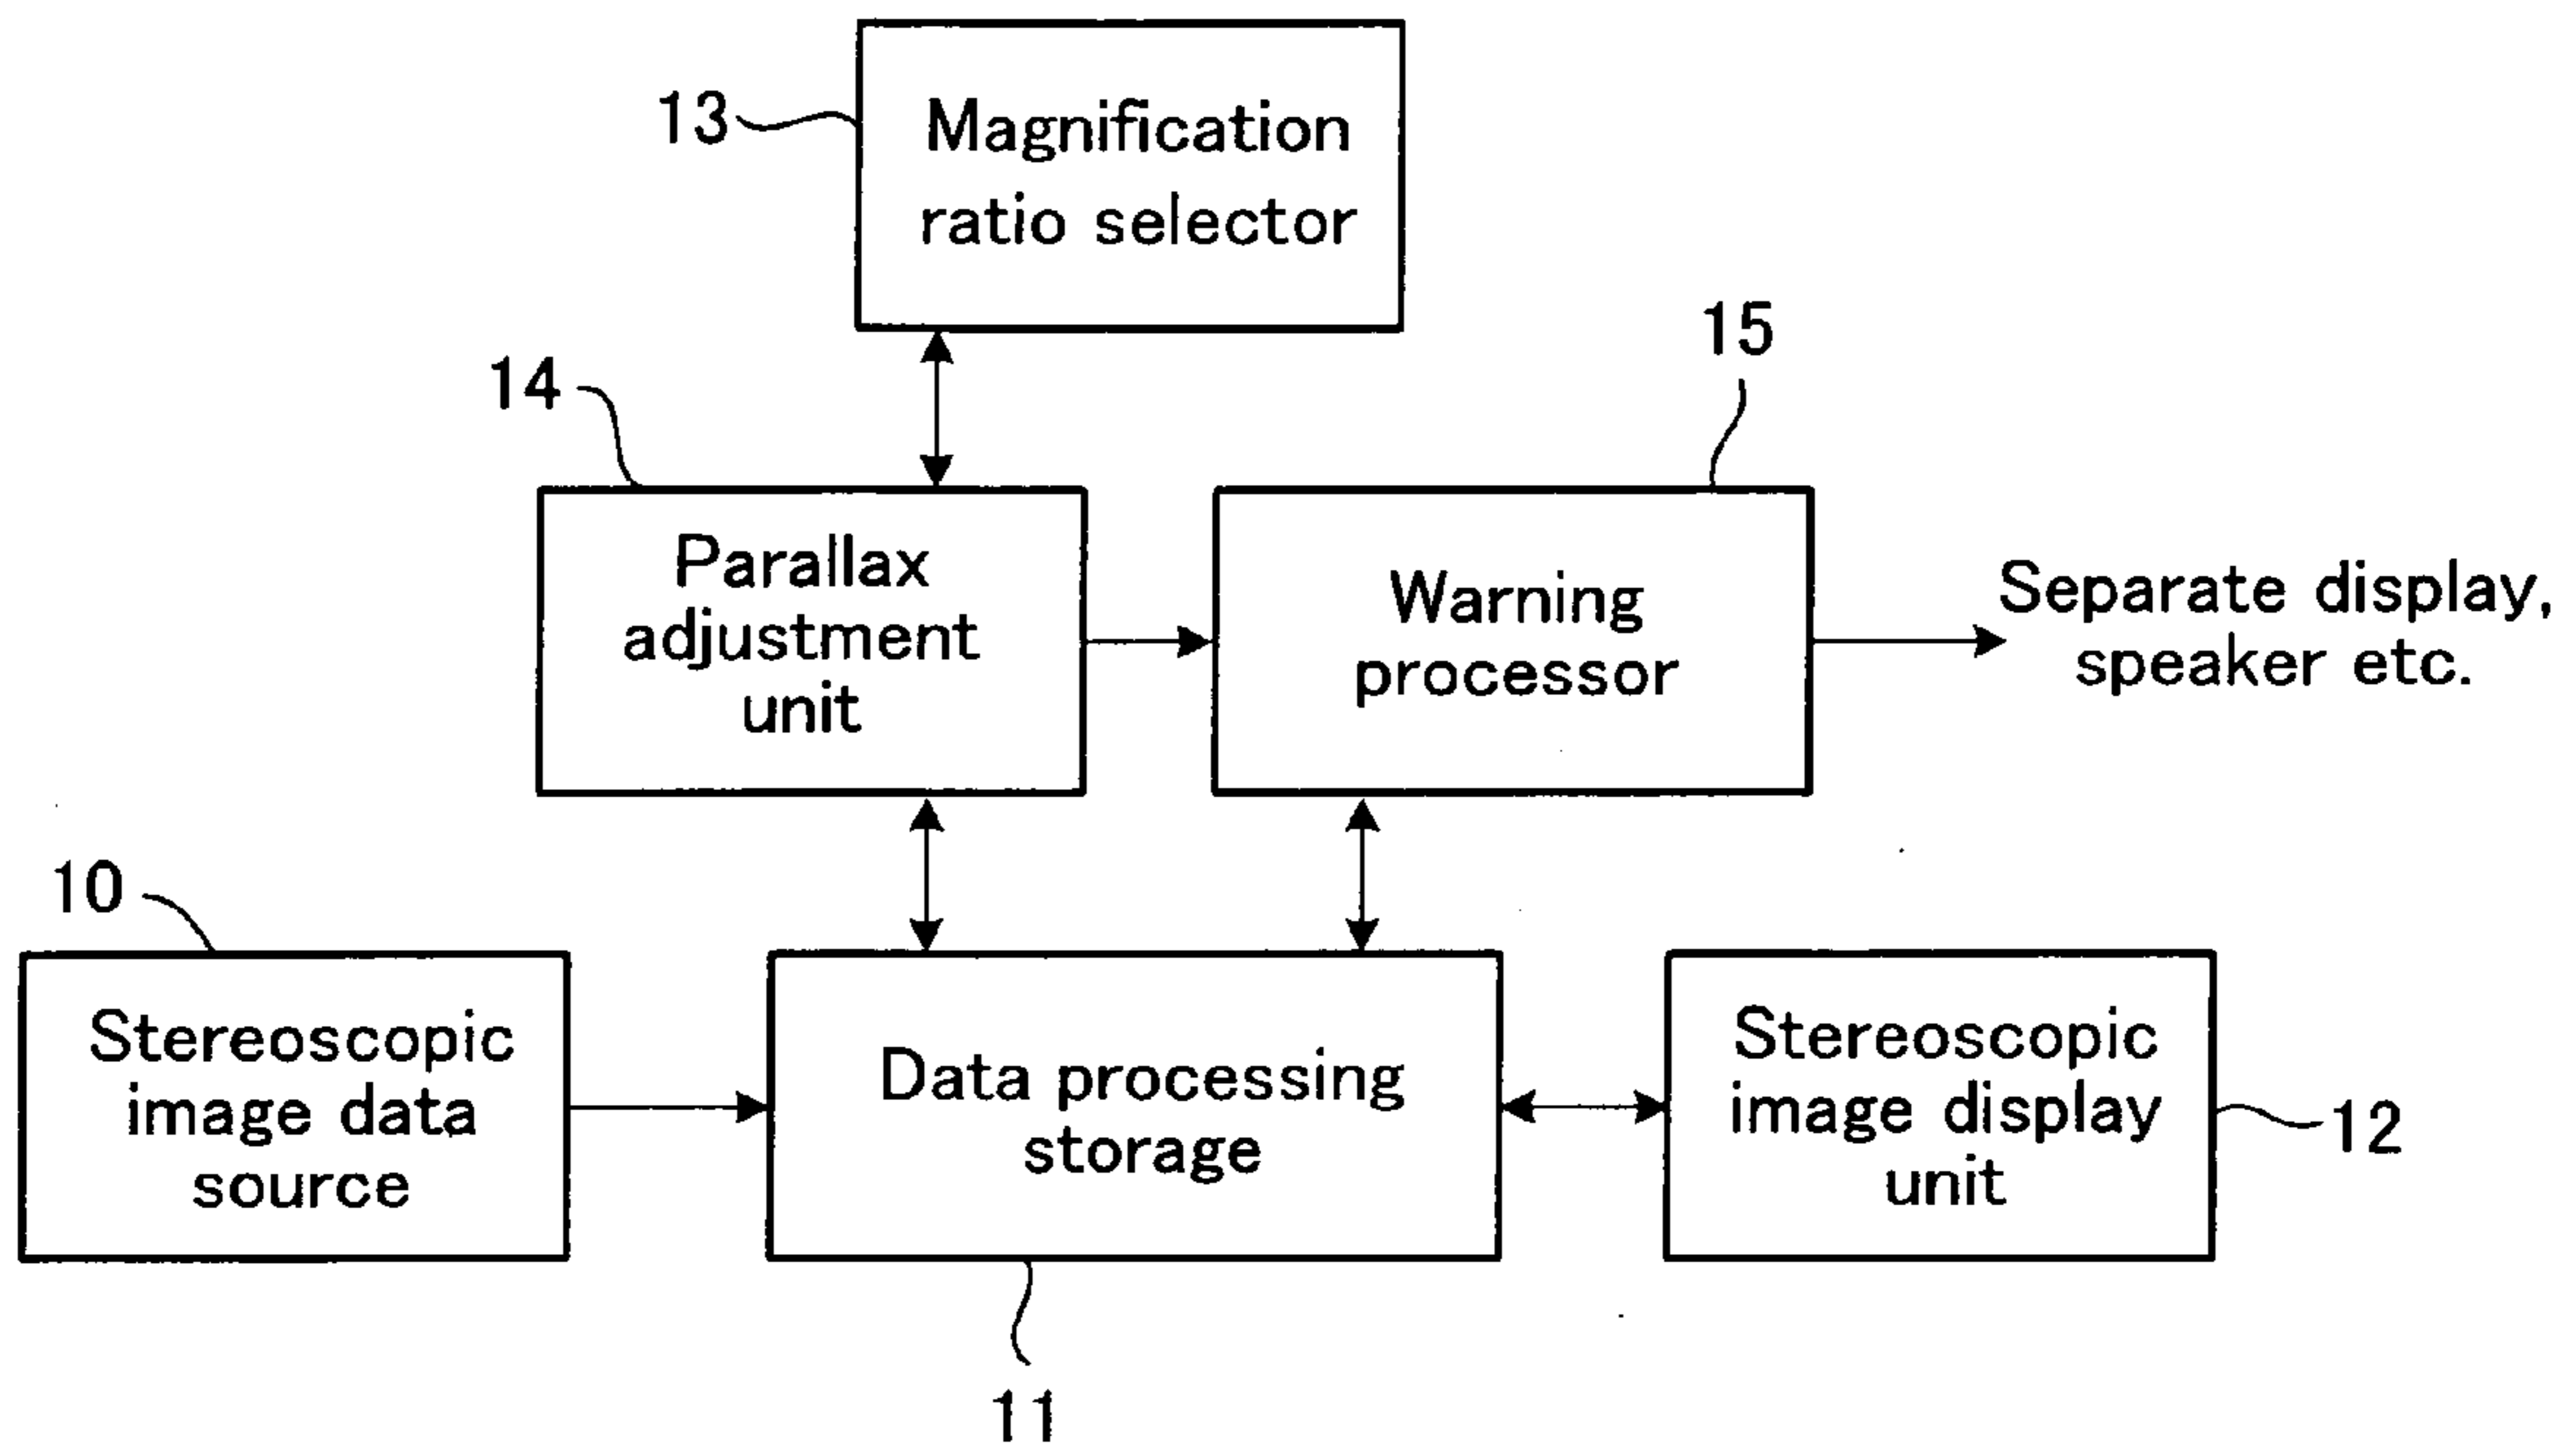 13
Magnification
ratio selector
14
15
Parallax
adjustment
unit
Warning
processor
Separate display,
speaker etc.
10
Stereoscopic
image data
source
Data processing
storage
Stereoscopic
image display
unit
12
11